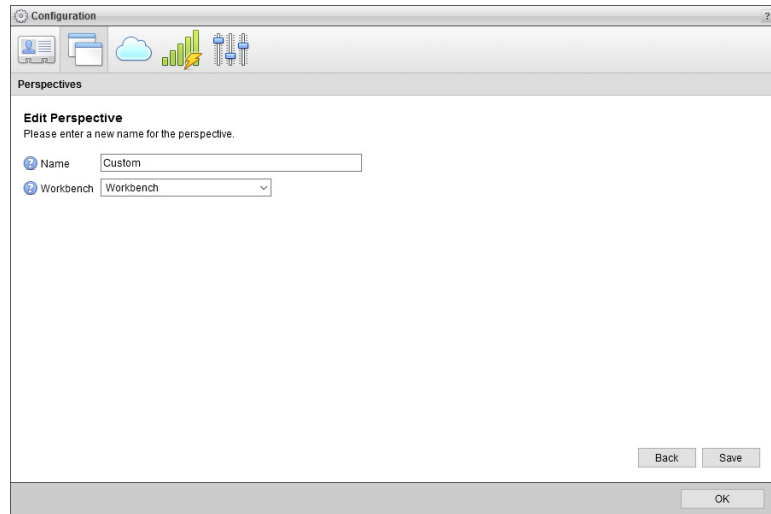 Configuration
?
Perspectives
Edit Perspective
Please enter a new name for the perspective.
? Name Custom
? Workbench Workbench
Back Save
OK